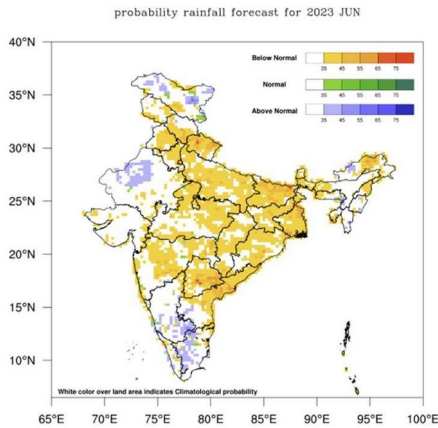 probability rainfall forecast for 2023 JUN
40°N
35°N
30°N
25°N
20°N
15°N
10°N
Below Normal
35 45 55 65 75
Normal
35 45 55 65 75
Above Normal
35 45 55 65 75
White color over land area indicates Climatological probability
65°E 70°E 75°E 80°E 85°E 90°E 95°E 100°E